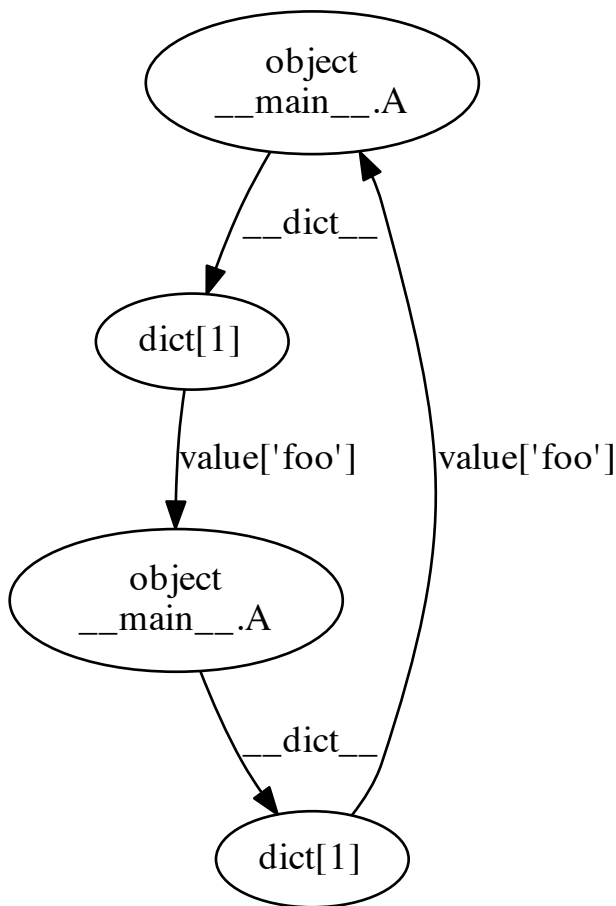 object
__main__.A
__dict__
dict[1]
value['foo']
value['foo']
object
__main__.A
__dict__
dict[1]